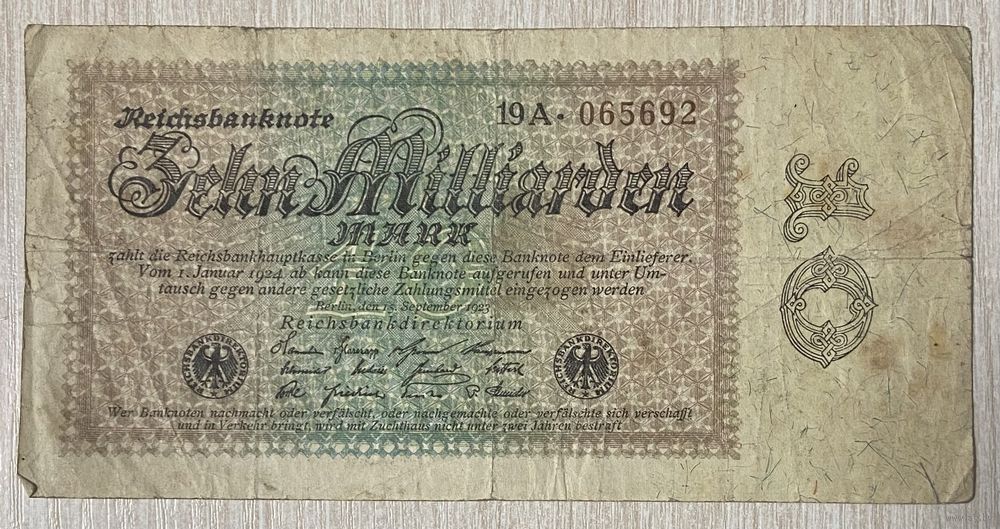 Reichsbanknote
19A · 065692
Zehn Milliarden
MARK
zahlt die Reichsbankhauptkasse in Berlin gegen diese Banknote dem Einlieferer.
Vom 1. Januar 1924 ab kann diese Banknote aufgerufen und unter Um-
tausch gegen andere gesetzliche Zahlungsmittel eingezogen werden
Berlin, den 15. September 1923
Reichsbankdirektorium
REICHSBANKDIREKTORIUM
REICHSBANKDIREKTORIUM
Wer Banknoten nachmacht oder verfälscht, oder nachgemachte oder verfälschte sich verschafft
und in Verkehr bringt, wird mit Zuchthaus nicht unter zwei Jahren bestraft
10